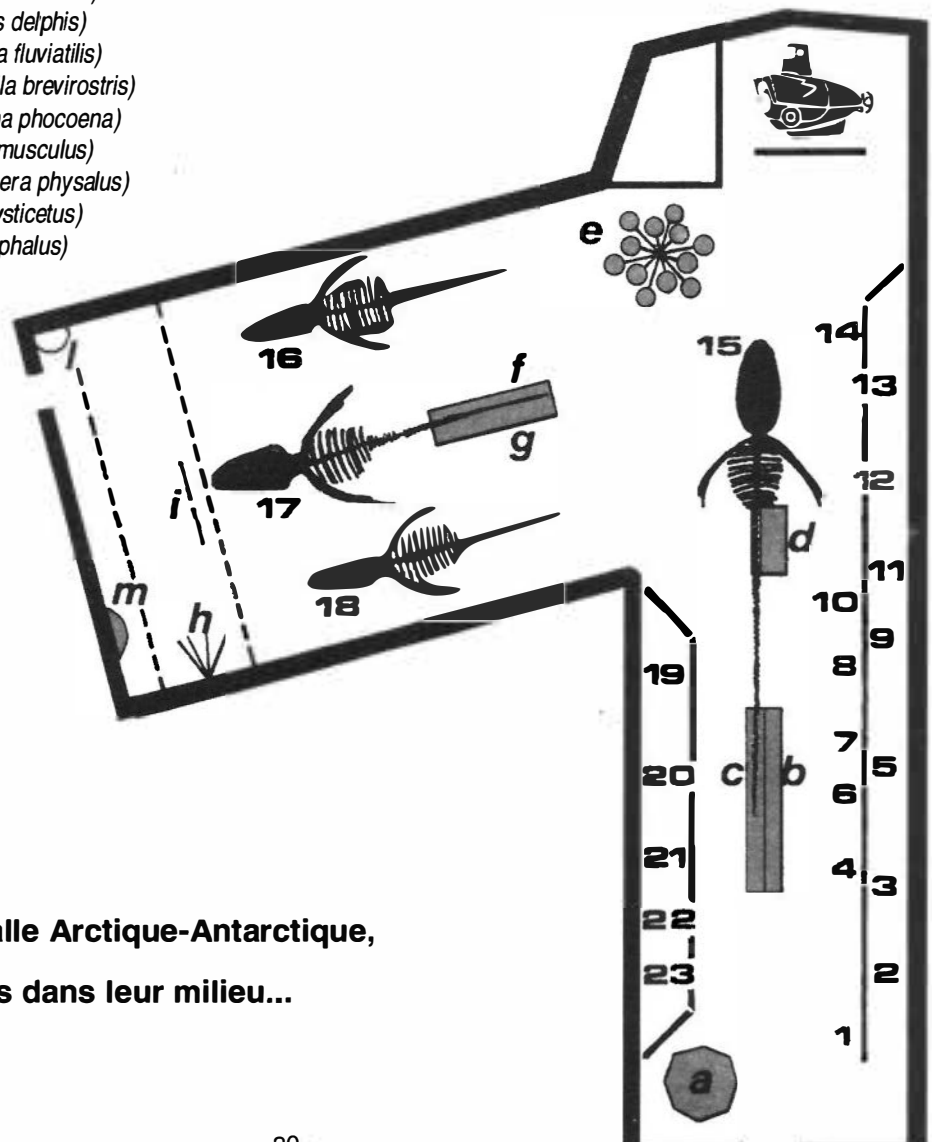 s delphis)
a fluviatilis)
la brevirostris)
na phocoena)
musculus)
era physalus)
ysticetus)
phalus)
e
14
15
16
l
13
f
g
12
17
i
d
11
18
10
m
h
9
8
19
7
c
b
5
20
6
21
4
3
22
alle Arctique-Antarctique,
23
2
s dans leur milieu...
1
a